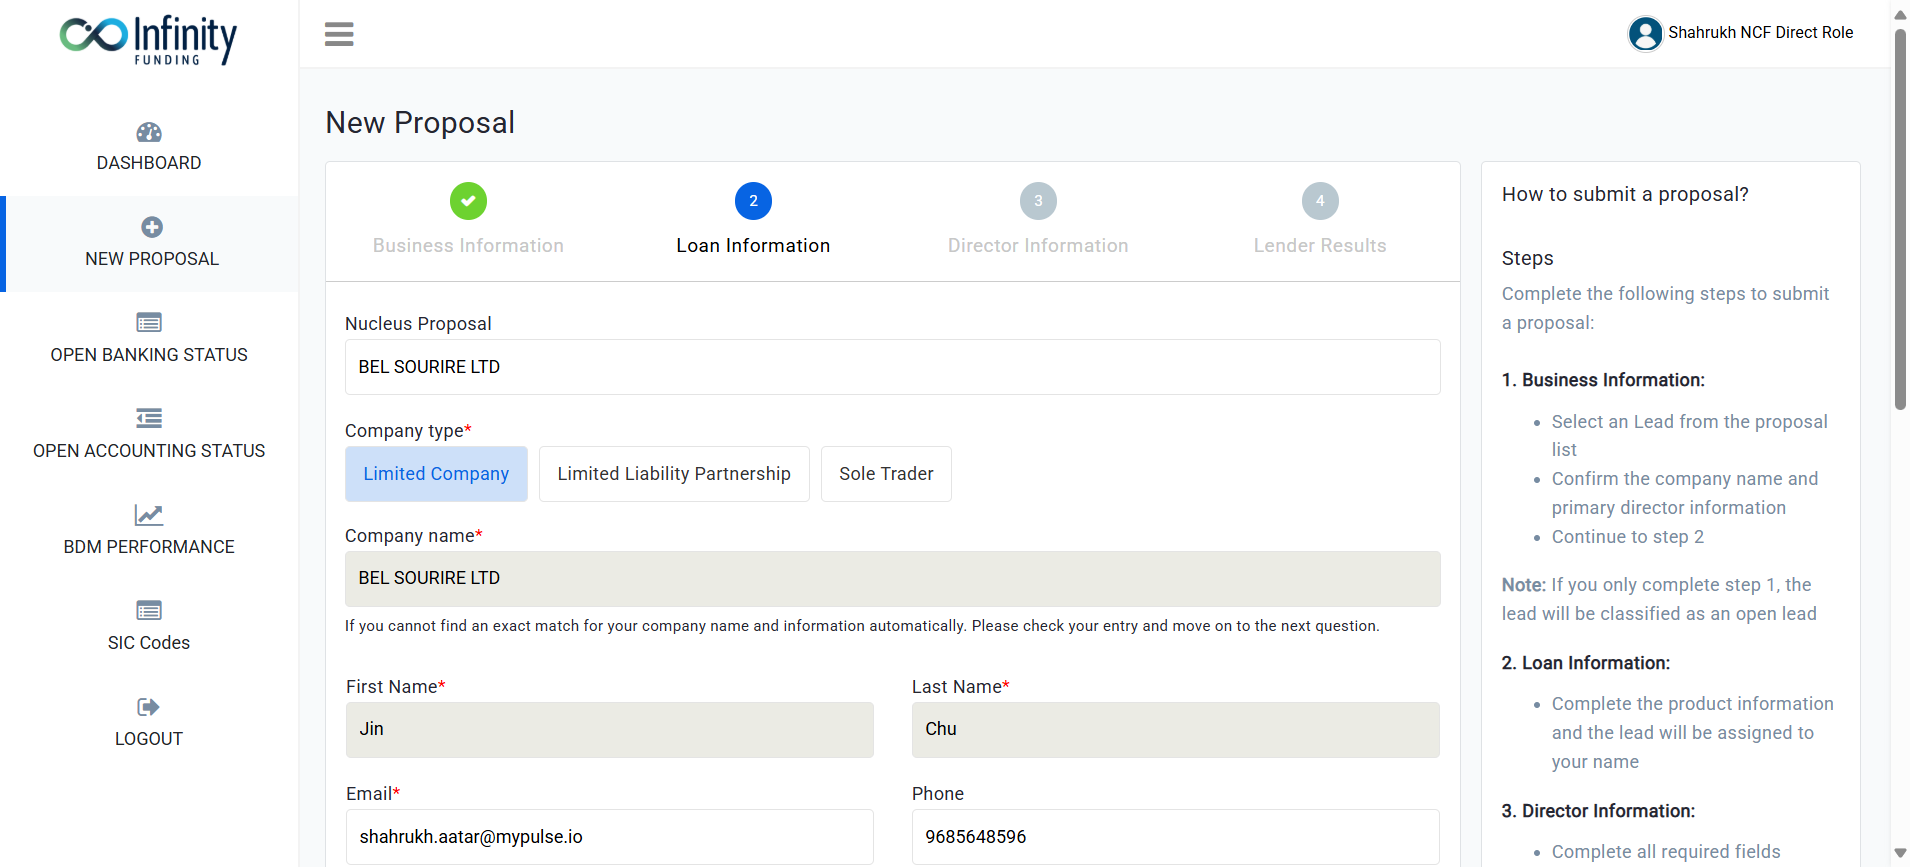 Infinity
FUNDING
Shahrukh NCF Direct Role
DASHBOARD
NEW PROPOSAL
OPEN BANKING STATUS
OPEN ACCOUNTING STATUS
BDM PERFORMANCE
SIC Codes
LOGOUT
New Proposal
2
3
4
Business Information
Loan Information
Director Information
Lender Results
Nucleus Proposal
BEL SOURIRE LTD
Company type*
Limited Company
Limited Liability Partnership
Sole Trader
Company name*
BEL SOURIRE LTD
If you cannot find an exact match for your company name and information automatically. Please check your entry and move on to the next question.
First Name*
Last Name*
Jin
Chu
Email*
Phone
shahrukh.aatar@mypulse.io
9685648596
How to submit a proposal?
Steps
Complete the following steps to submit
a proposal:
1. Business Information:
• Select an Lead from the proposal
list
• Confirm the company name and
primary director information
• Continue to step 2
Note: If you only complete step 1, the
lead will be classified as an open lead
2. Loan Information:
• Complete the product information
and the lead will be assigned to
your name
3. Director Information:
• Complete all required fields